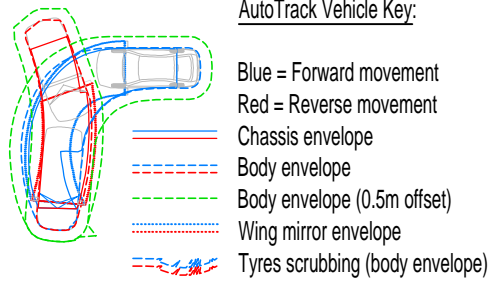 AutoTrack Vehicle Key:
Blue = Forward movement
Red = Reverse movement
Chassis envelope
Body envelope
Body envelope (0.5m offset)
Wing mirror envelope
Tyres scrubbing (body envelope)